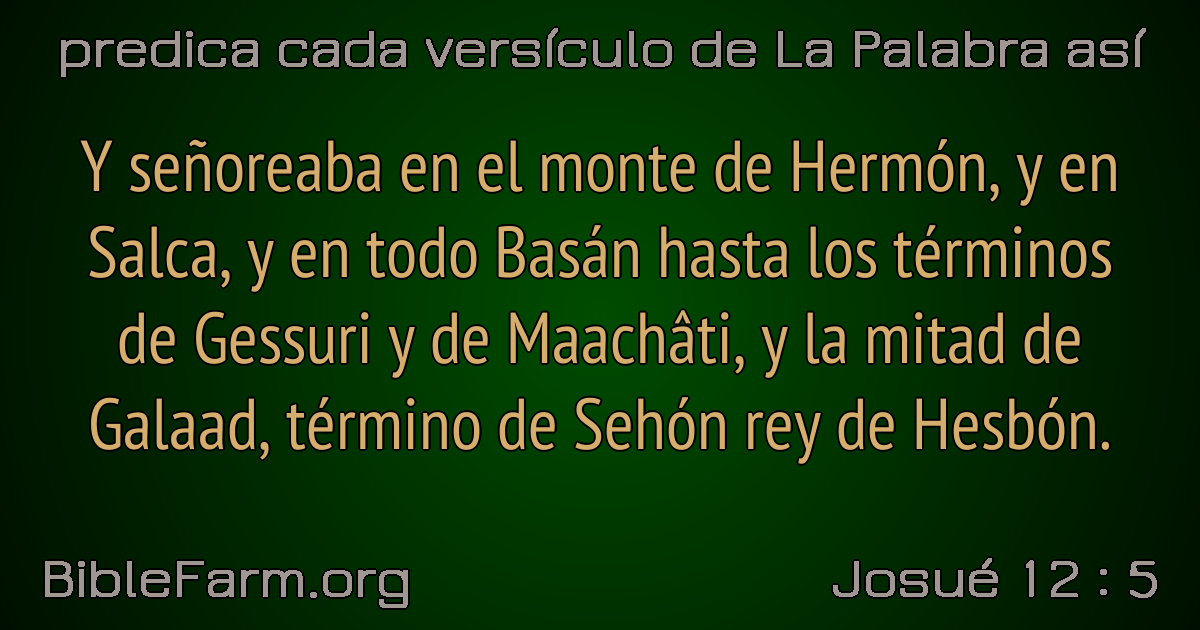 predica cada versículo de La Palabra así
Y señoreaba en el monte de Hermón, y en
Salca, y en todo Basán hasta los términos
de Gessuri y de Maachâti, y la mitad de
Galaad, término de Sehón rey de Hesbón.
BibleFarm.org
Josué 12 : 5